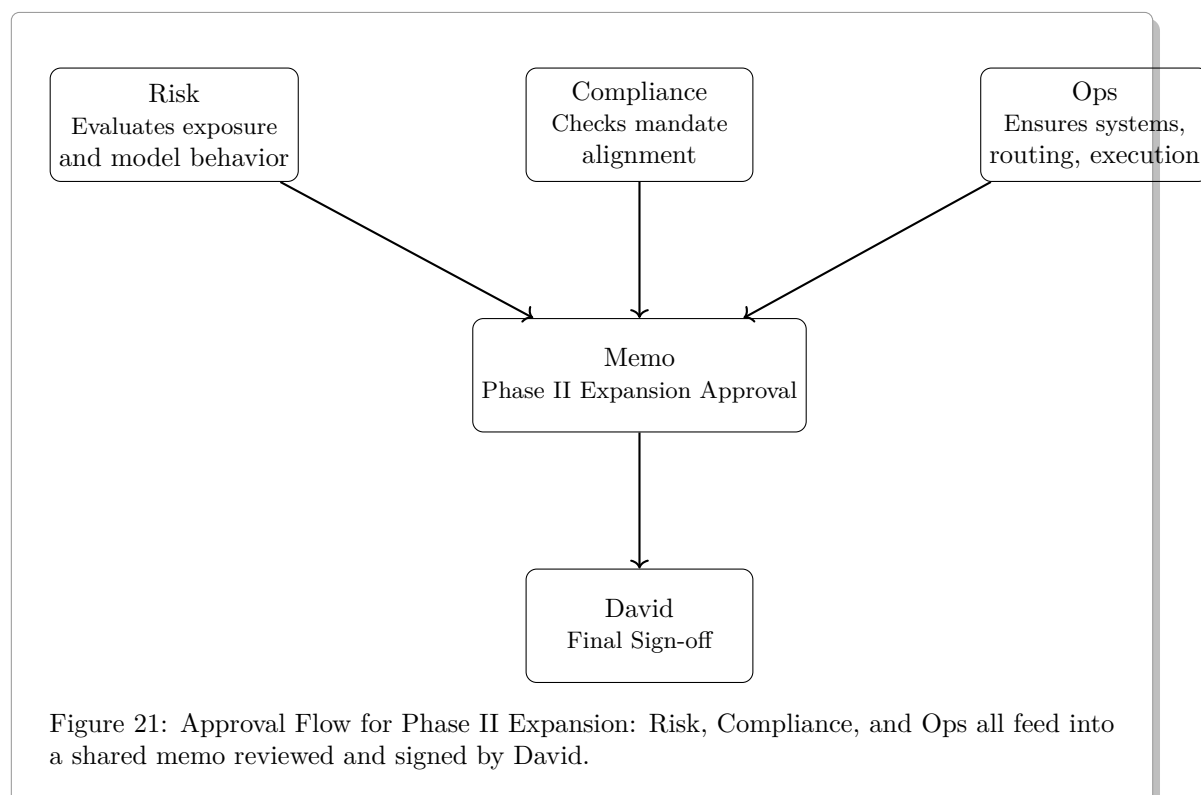 Risk
Evaluates exposure
and model behavior
Compliance
Checks mandate
alignment
Ops
Ensures systems,
routing, execution
Memo
Phase II Expansion Approval
David
Final Sign-off
Figure 21: Approval Flow for Phase II Expansion: Risk, Compliance, and Ops all feed into
a shared memo reviewed and signed by David.